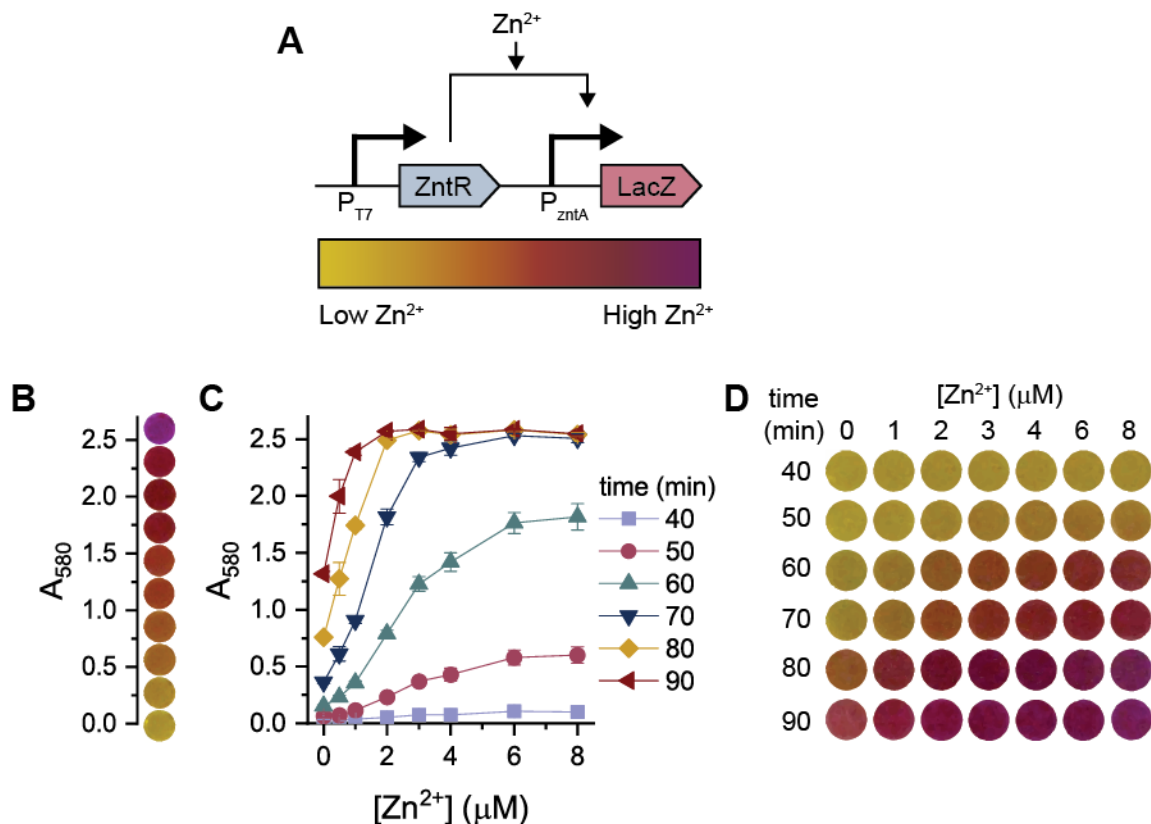 A
Zn²⁺
ZntR
LacZ
P_T7
P_zntA
Low Zn²⁺
High Zn²⁺
B
A₅₈₀
2.5
2.0
1.5
1.0
0.5
0.0
C
A₅₈₀
2.5
2.0
1.5
1.0
0.5
0.0
0 2 4 6 8
[Zn²⁺] (μM)
time (min)
40
50
60
70
80
90
D
time
(min)
[Zn²⁺] (μM)
0 1 2 3 4 6 8
40
50
60
70
80
90